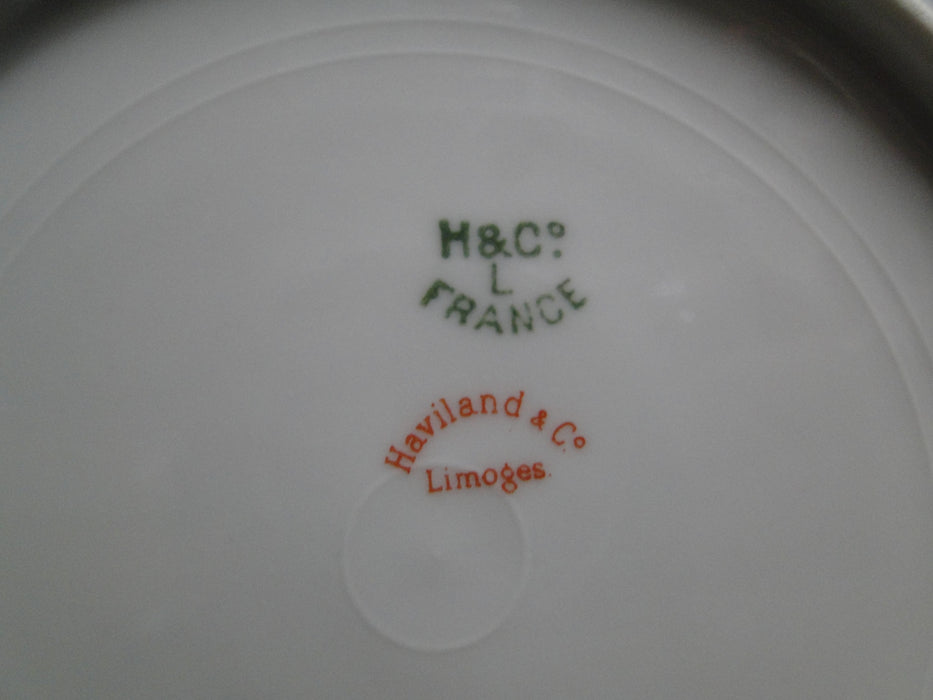 H&Cº
L
FRANCE
Haviland & Cº
Limoges.